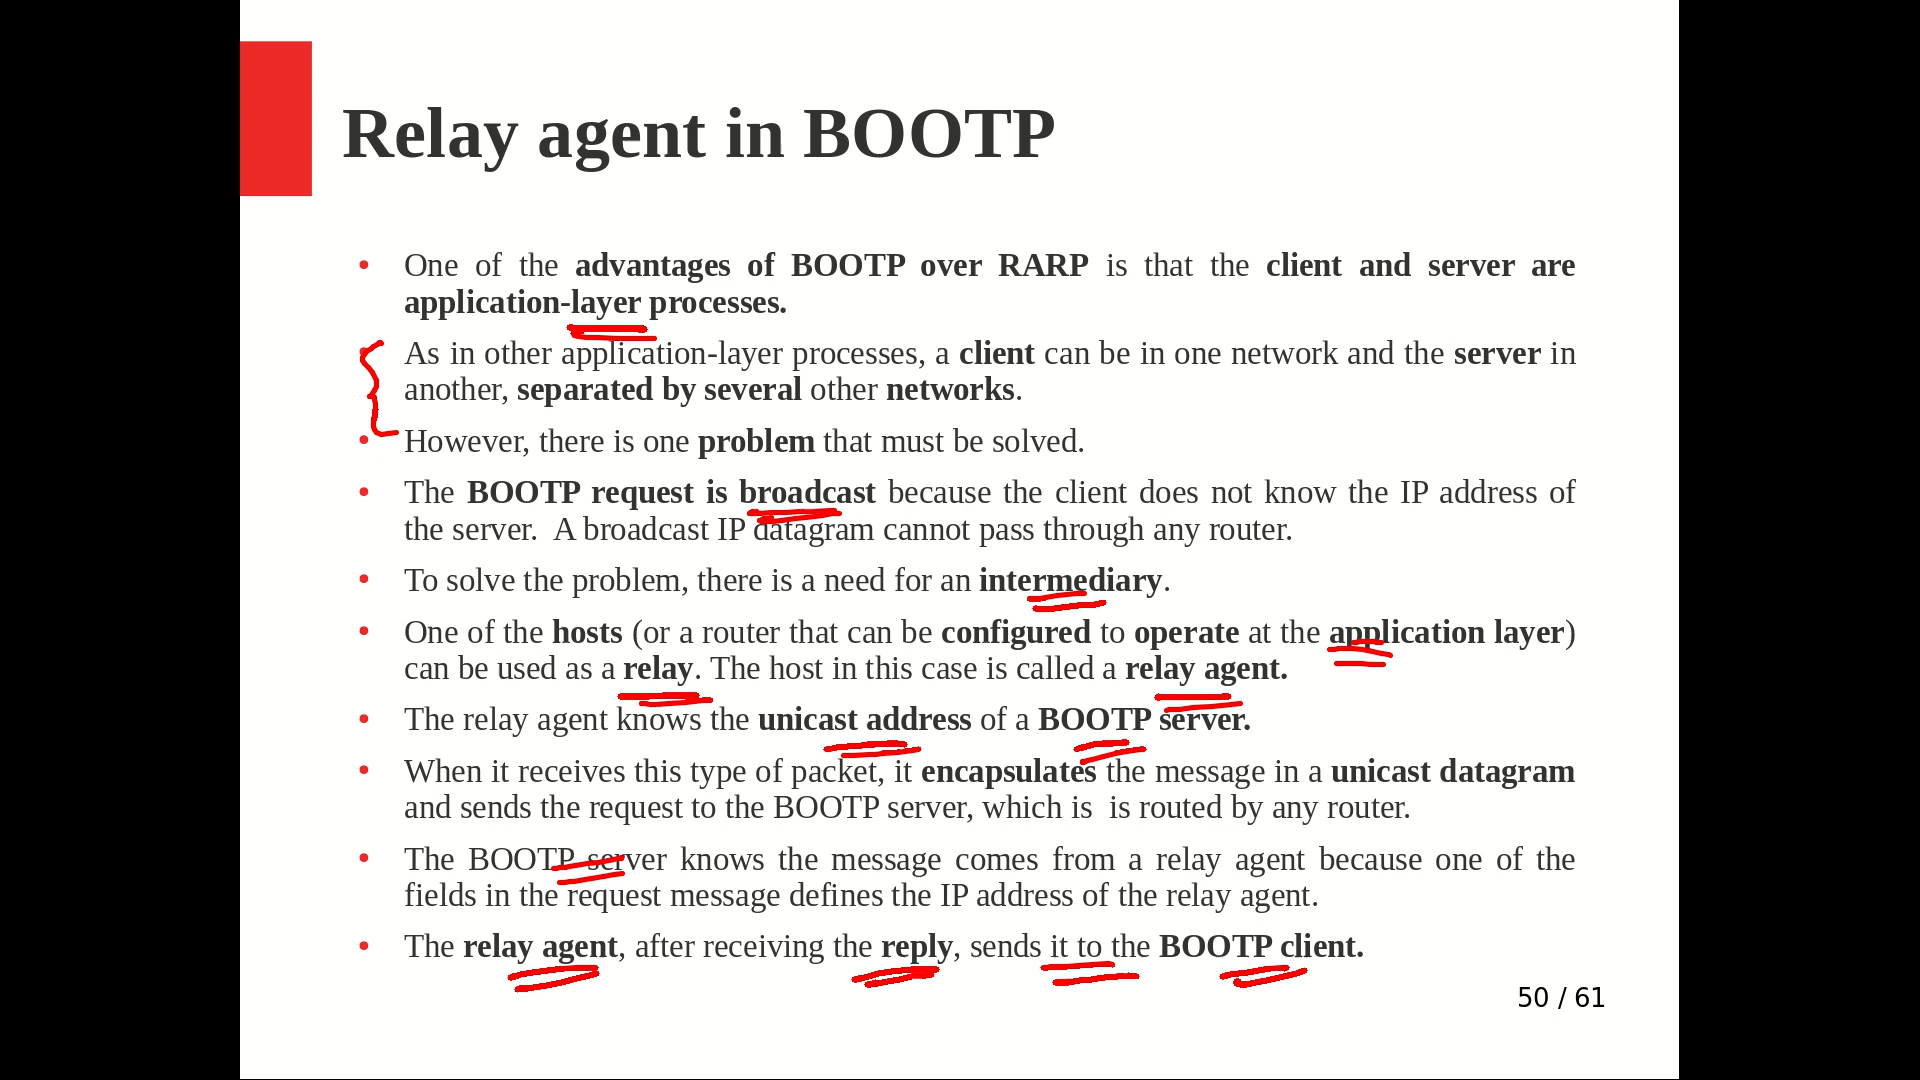 Relay agent in BOOTP
• One of the advantages of BOOTP over RARP is that the client and server are
application-layer processes.
• As in other application-layer processes, a client can be in one network and the server in
another, separated by several other networks.
• However, there is one problem that must be solved.
• The BOOTP request is broadcast because the client does not know the IP address of
the server. A broadcast IP datagram cannot pass through any router.
• To solve the problem, there is a need for an intermediary.
• One of the hosts (or a router that can be configured to operate at the application layer)
can be used as a relay. The host in this case is called a relay agent.
• The relay agent knows the unicast address of a BOOTP server.
• When it receives this type of packet, it encapsulates the message in a unicast datagram
and sends the request to the BOOTP server, which is is routed by any router.
• The BOOTP server knows the message comes from a relay agent because one of the
fields in the request message defines the IP address of the relay agent.
• The relay agent, after receiving the reply, sends it to the BOOTP client.
50 / 61